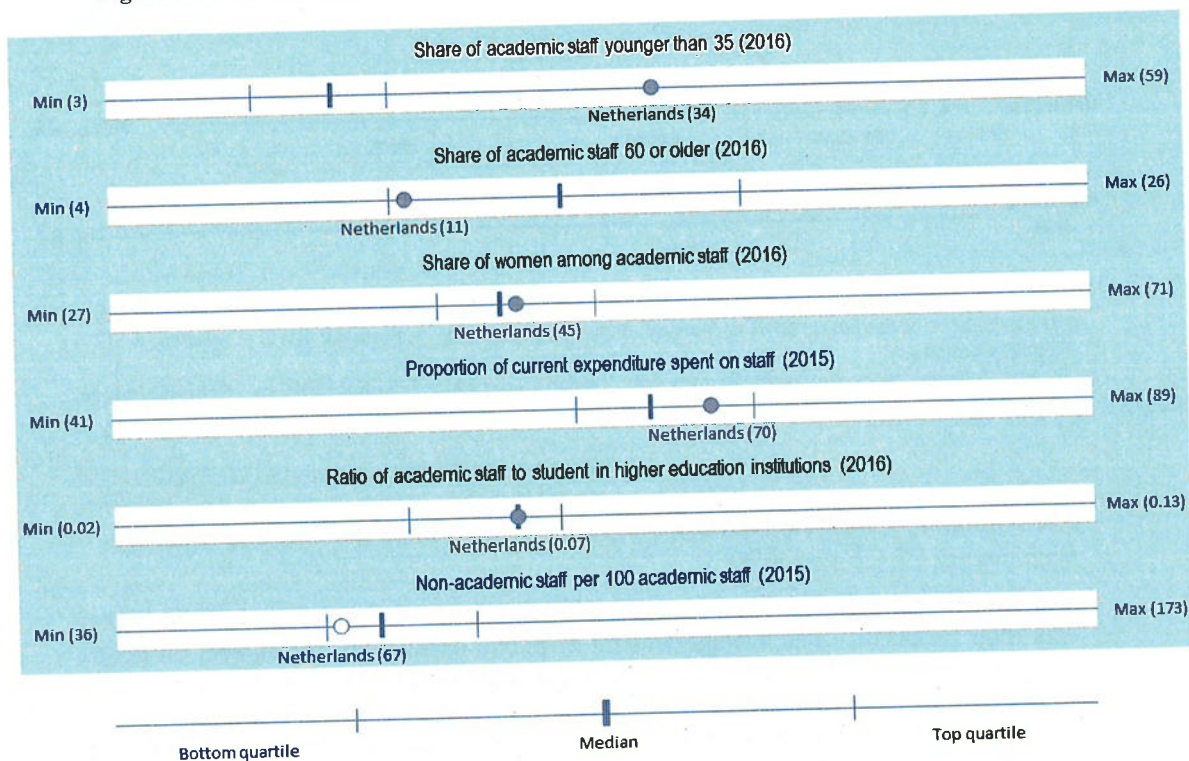 Share of academic staff younger than 35 (2016)
Min (3)
Max (59)
Netherlands (34)
Share of academic staff 60 or older (2016)
Min (4)
Max (26)
Netherlands (11)
Share of women among academic staff (2016)
Min (27)
Max (71)
Netherlands (45)
Proportion of current expenditure spent on staff (2015)
Min (41)
Max (89)
Netherlands (70)
Ratio of academic staff to student in higher education institutions (2016)
Min (0.02)
Max (0.13)
Netherlands (0.07)
Non-academic staff per 100 academic staff (2015)
Min (36)
Max (173)
Netherlands (67)
Bottom quartile
Median
Top quartile